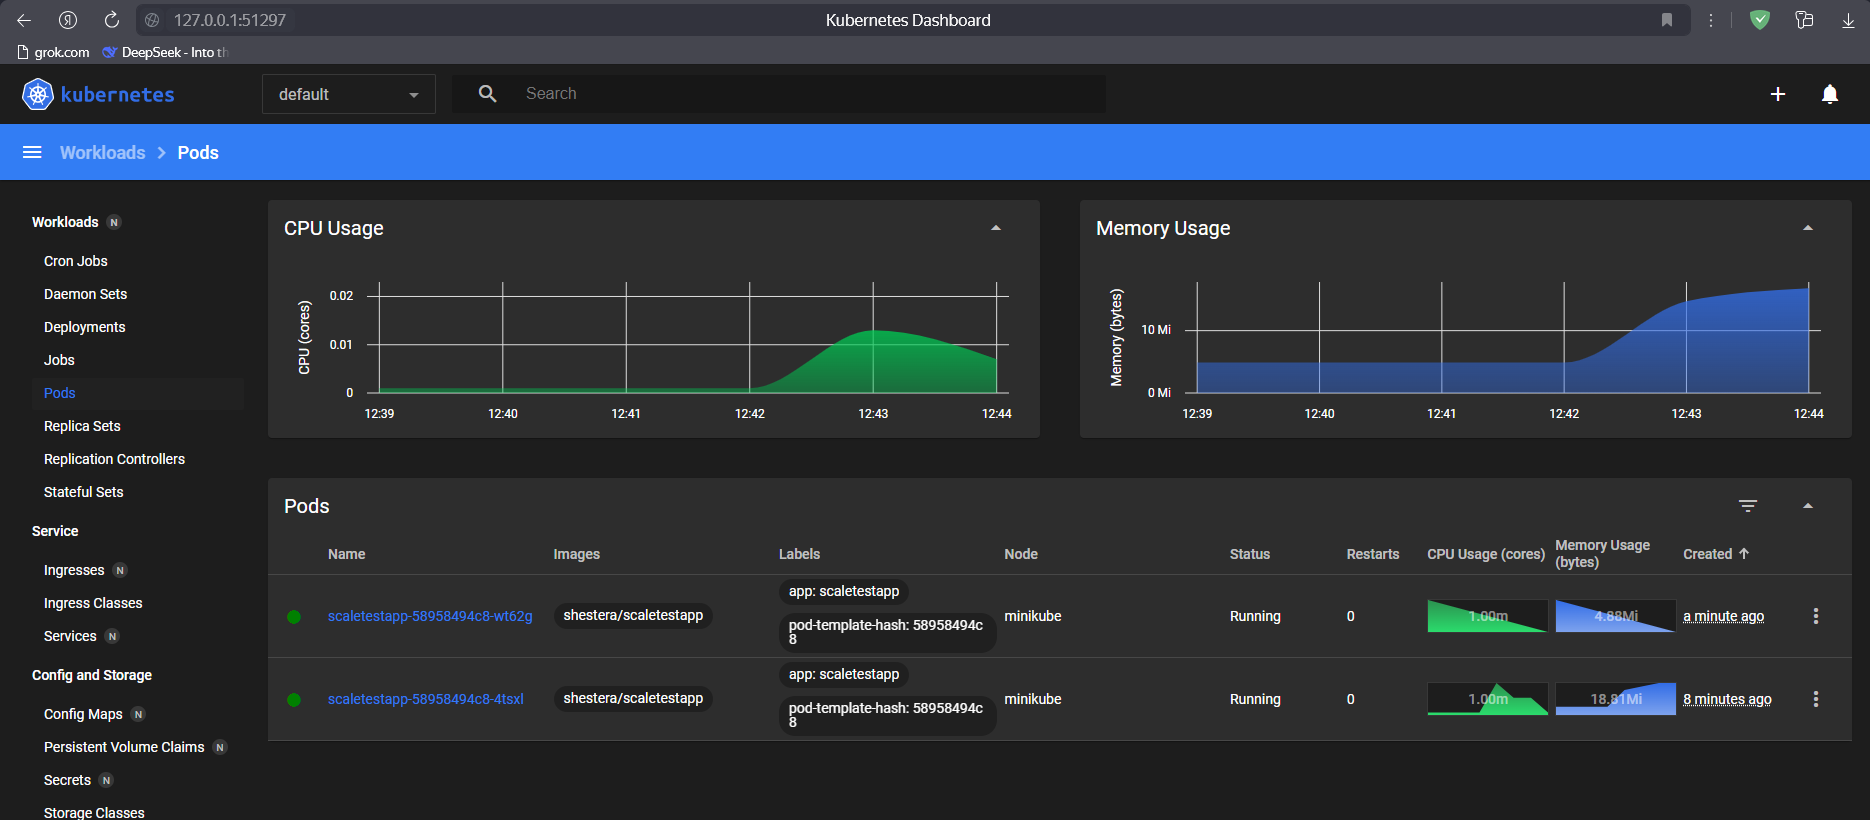 127.0.0.1:51297
Kubernetes Dashboard
grok.com
DeepSeek - Into th
kubernetes
default
Search
Workloads
Pods
Workloads N
Cron Jobs
Daemon Sets
Deployments
Jobs
Pods
Replica Sets
Replication Controllers
Stateful Sets
Service
Ingresses N
Ingress Classes
Services N
Config and Storage
Config Maps N
Persistent Volume Claims N
Secrets N
Storage Classes
CPU Usage
CPU (cores)
0.02
0.01
0
12:39 12:40 12:41 12:42 12:43 12:44
Memory Usage
Memory (bytes)
10 Mi
0 Mi
12:39 12:40 12:41 12:42 12:43 12:44
Pods
Name Images Labels Node Status Restarts CPU Usage (cores) Memory Usage (bytes) Created
scaletestapp-58958494c8-wt62g shestera/scaletestapp
app: scaletestapp
pod-template-hash: 58958494c
8
minikube Running 0 1.00m 4.88Mi a minute ago
scaletestapp-58958494c8-4tsxl shestera/scaletestapp
app: scaletestapp
pod-template-hash: 58958494c
8
minikube Running 0 1.00m 18.81Mi 8 minutes ago